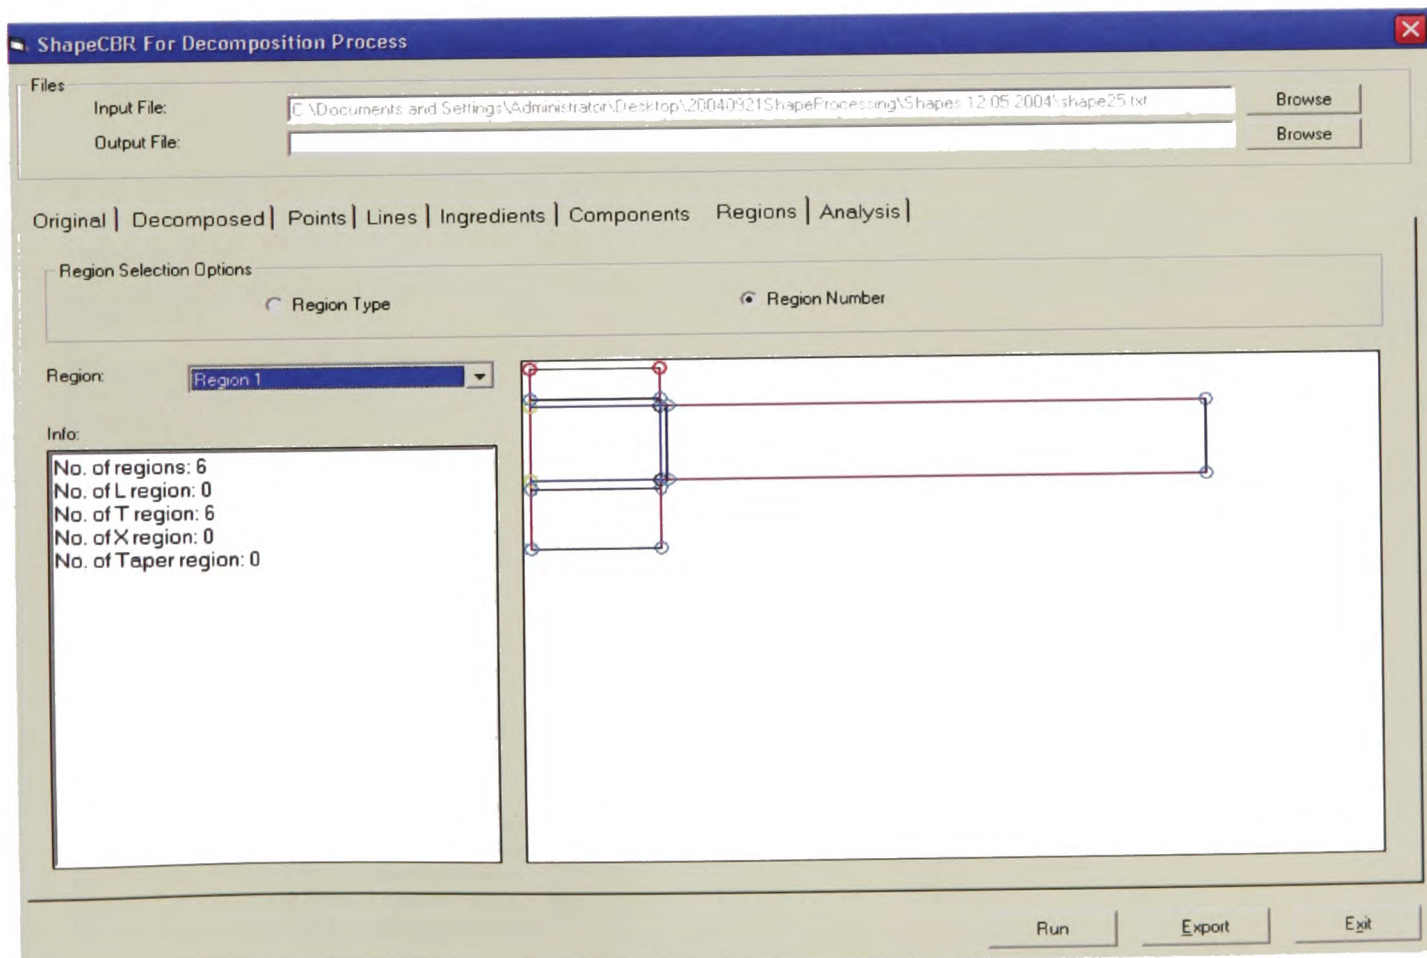 ShapeCBR For Decomposition Process
Files
Input File: C:\Documents and Settings\Administrator\Desktop\20040921ShapeProcessing\Shapes 12.05.2004\shape25.txt Browse
Output File: Browse
Original Decomposed Points Lines Ingredients Components Regions Analysis
Region Selection Options
Region Type Region Number
Region: Region 1
Info:
No. of regions: 6
No. of L region: 0
No. of T region: 6
No. of X region: 0
No. of Taper region: 0
Run Export Exit